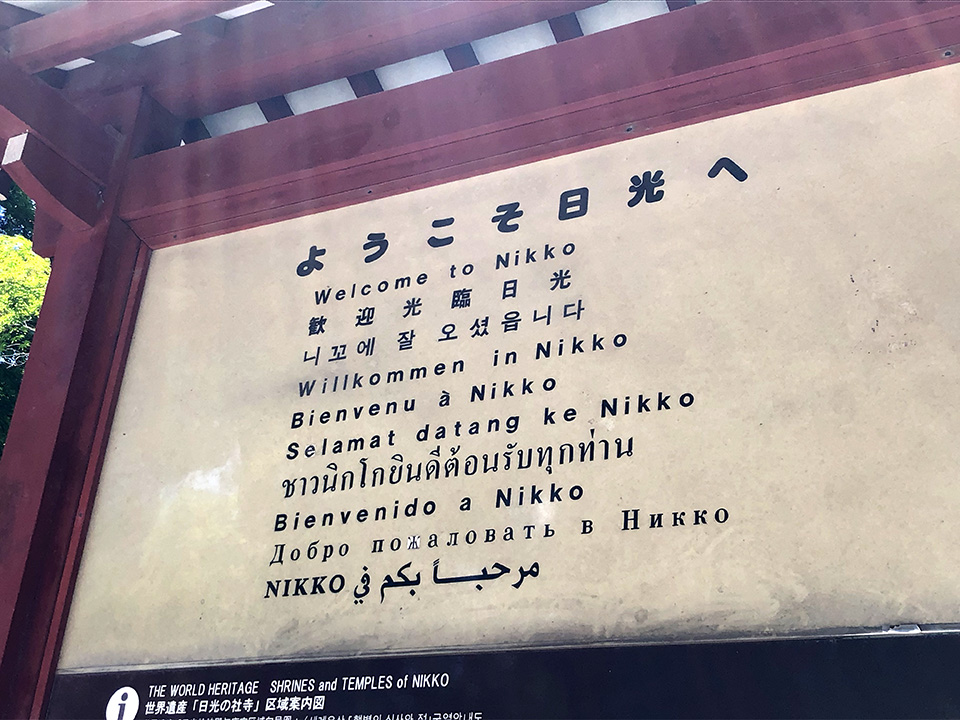 ようこそ日光へ
Welcome to Nikko
歓迎光臨日光
니꼬에 잘 오셨읍니다
Willkommen in Nikko
Bienvenu à Nikko
Selamat datang ke Nikko
ชาวนิกโกยินดีต้อนรับทุกท่าน
Bienvenido a Nikko
Добро пожаловать в Никко
مرحبــــاً بكم في NIKKO
THE WORLD HERITAGE SHRINES and TEMPLES of NIKKO
世界遺産「日光の社寺」区域案内図